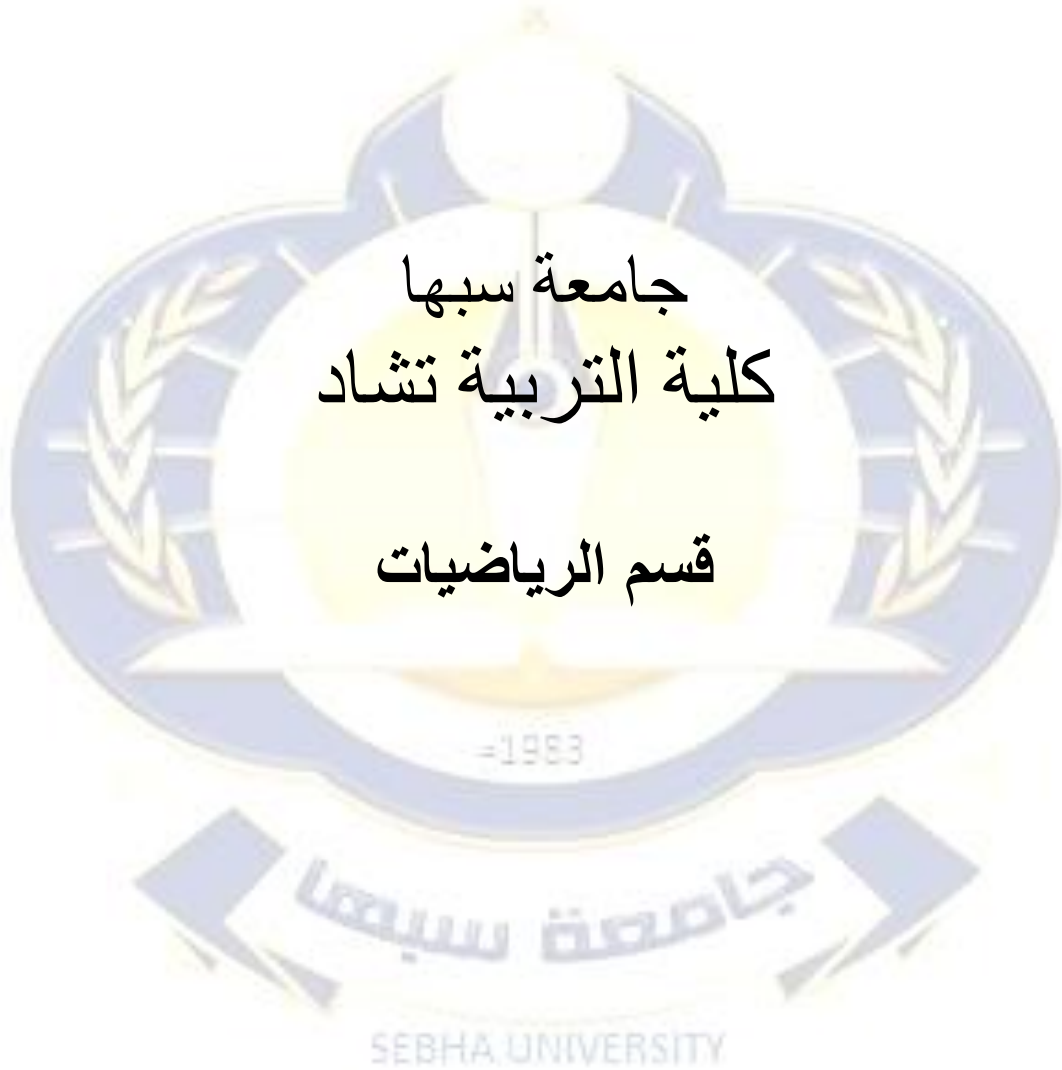 جامعة سبها
كلية التربية تشاد
قسم الرياضيات
-1983
جامعة سبها
SEBHA UNIVERSITY